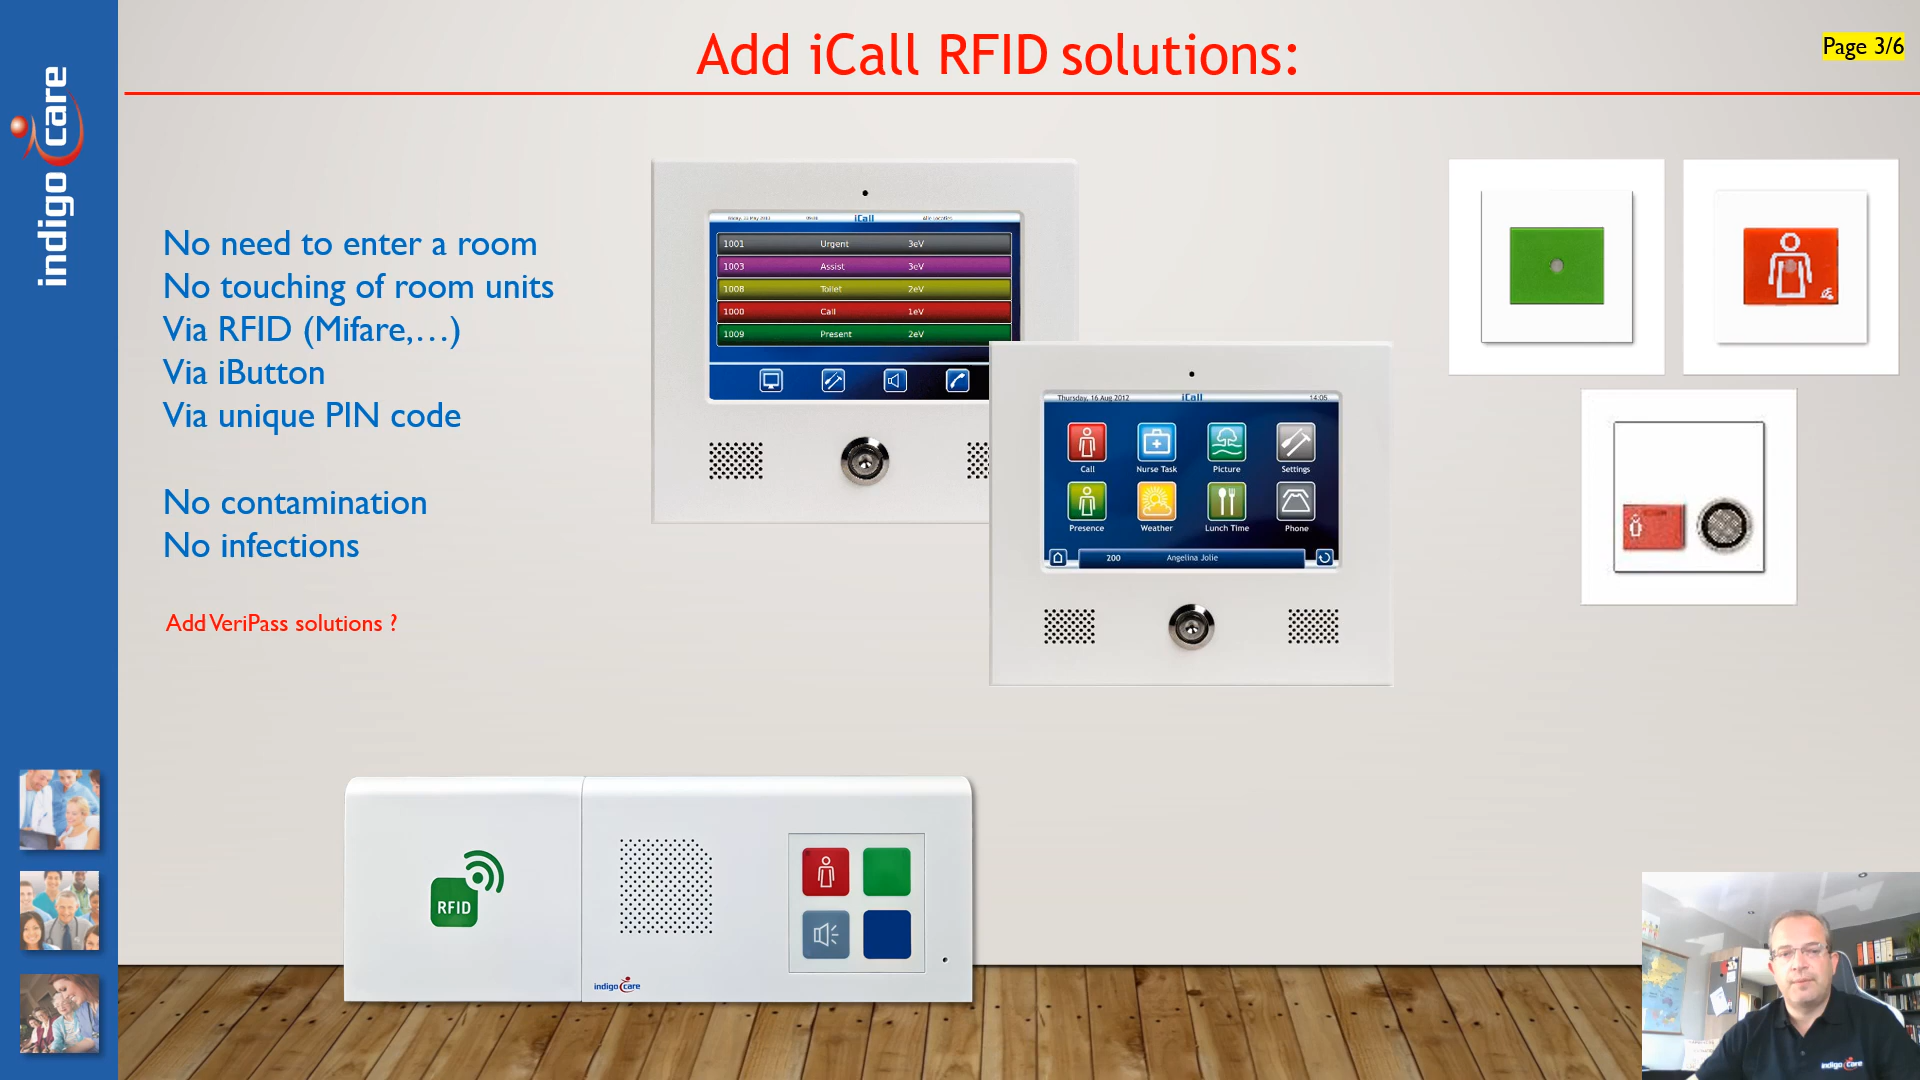 Add iCall RFID solutions:
Page 3/6
indigo care
No need to enter a room
No touching of room units
Via RFID (Mifare,...)
Via iButton
Via unique PIN code
No contamination
No infections
Add VeriPass solutions ?
iCall
1001 Urgent 3eV
1003 Assist 3eV
1008 Toilet 2eV
1000 Call 1eV
1009 Present 2eV
Thursday, 16 Aug 2012 iCall 14:05
Call Nurse Task Picture Settings
Presence Weather Lunch Time Phone
200 Angelina Jolie
RFID
indigo care
indigo care